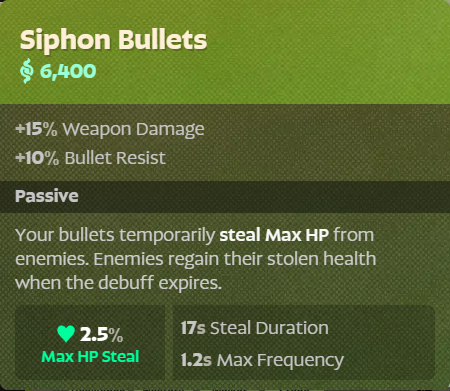 Siphon Bullets
6,400
+15% Weapon Damage
+10% Bullet Resist
Passive
Your bullets temporarily steal Max HP from
enemies. Enemies regain their stolen health
when the debuff expires.
2.5%
Max HP Steal
17s Steal Duration
1.2s Max Frequency